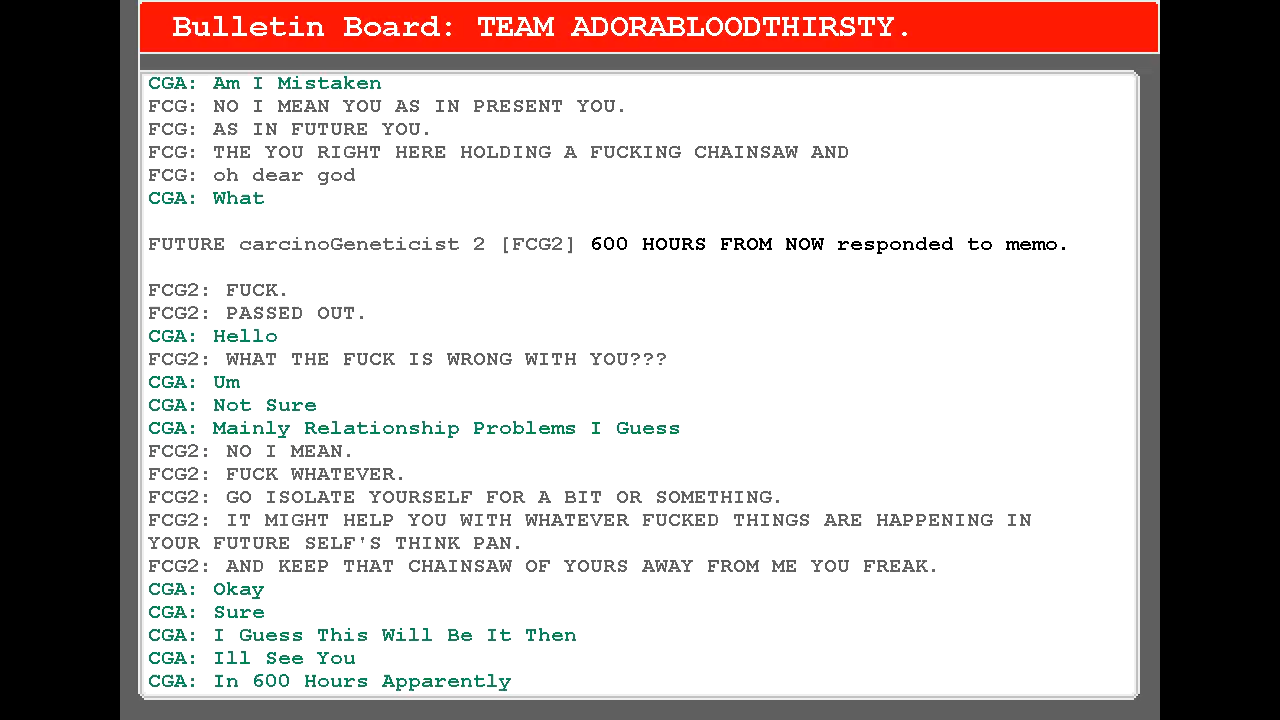 Bulletin Board: TEAM ADORABLOODTHIRSTY.
CGA: Am I Mistaken
FCG: NO I MEAN YOU AS IN PRESENT YOU.
FCG: AS IN FUTURE YOU.
FCG: THE YOU RIGHT HERE HOLDING A FUCKING CHAINSAW AND
FCG: oh dear god
CGA: What
FUTURE carcinoGeneticist 2 [FCG2] 600 HOURS FROM NOW responded to memo.
FCG2: FUCK.
FCG2: PASSED OUT.
CGA: Hello
FCG2: WHAT THE FUCK IS WRONG WITH YOU???
CGA: Um
CGA: Not Sure
CGA: Mainly Relationship Problems I Guess
FCG2: NO I MEAN.
FCG2: FUCK WHATEVER.
FCG2: GO ISOLATE YOURSELF FOR A BIT OR SOMETHING.
FCG2: IT MIGHT HELP YOU WITH WHATEVER FUCKED THINGS ARE HAPPENING IN
YOUR FUTURE SELF'S THINK PAN.
FCG2: AND KEEP THAT CHAINSAW OF YOURS AWAY FROM ME YOU FREAK.
CGA: Okay
CGA: Sure
CGA: I Guess This Will Be It Then
CGA: Ill See You
CGA: In 600 Hours Apparently